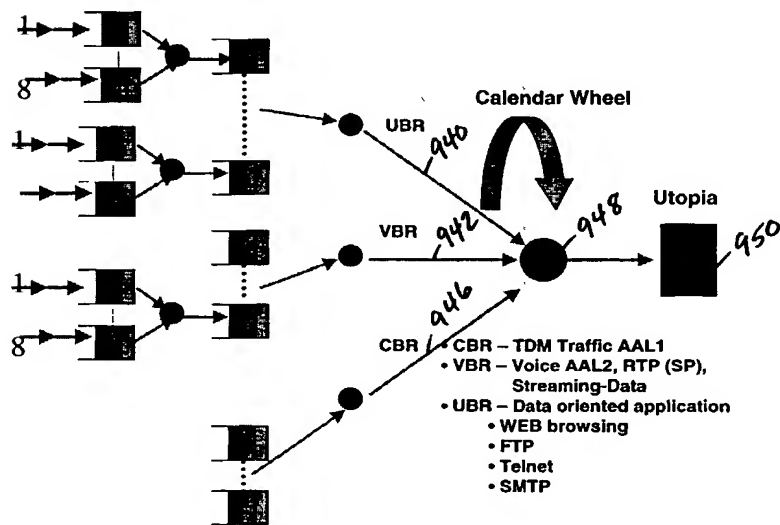 1
8
1
1
8
UBR
940
Calendar Wheel
Utopia
948
950
VBR
942
CBR
946
• CBR – TDM Traffic AAL1
• VBR – Voice AAL2, RTP (SP),
Streaming-Data
• UBR – Data oriented application
• WEB browsing
• FTP
• Telnet
• SMTP